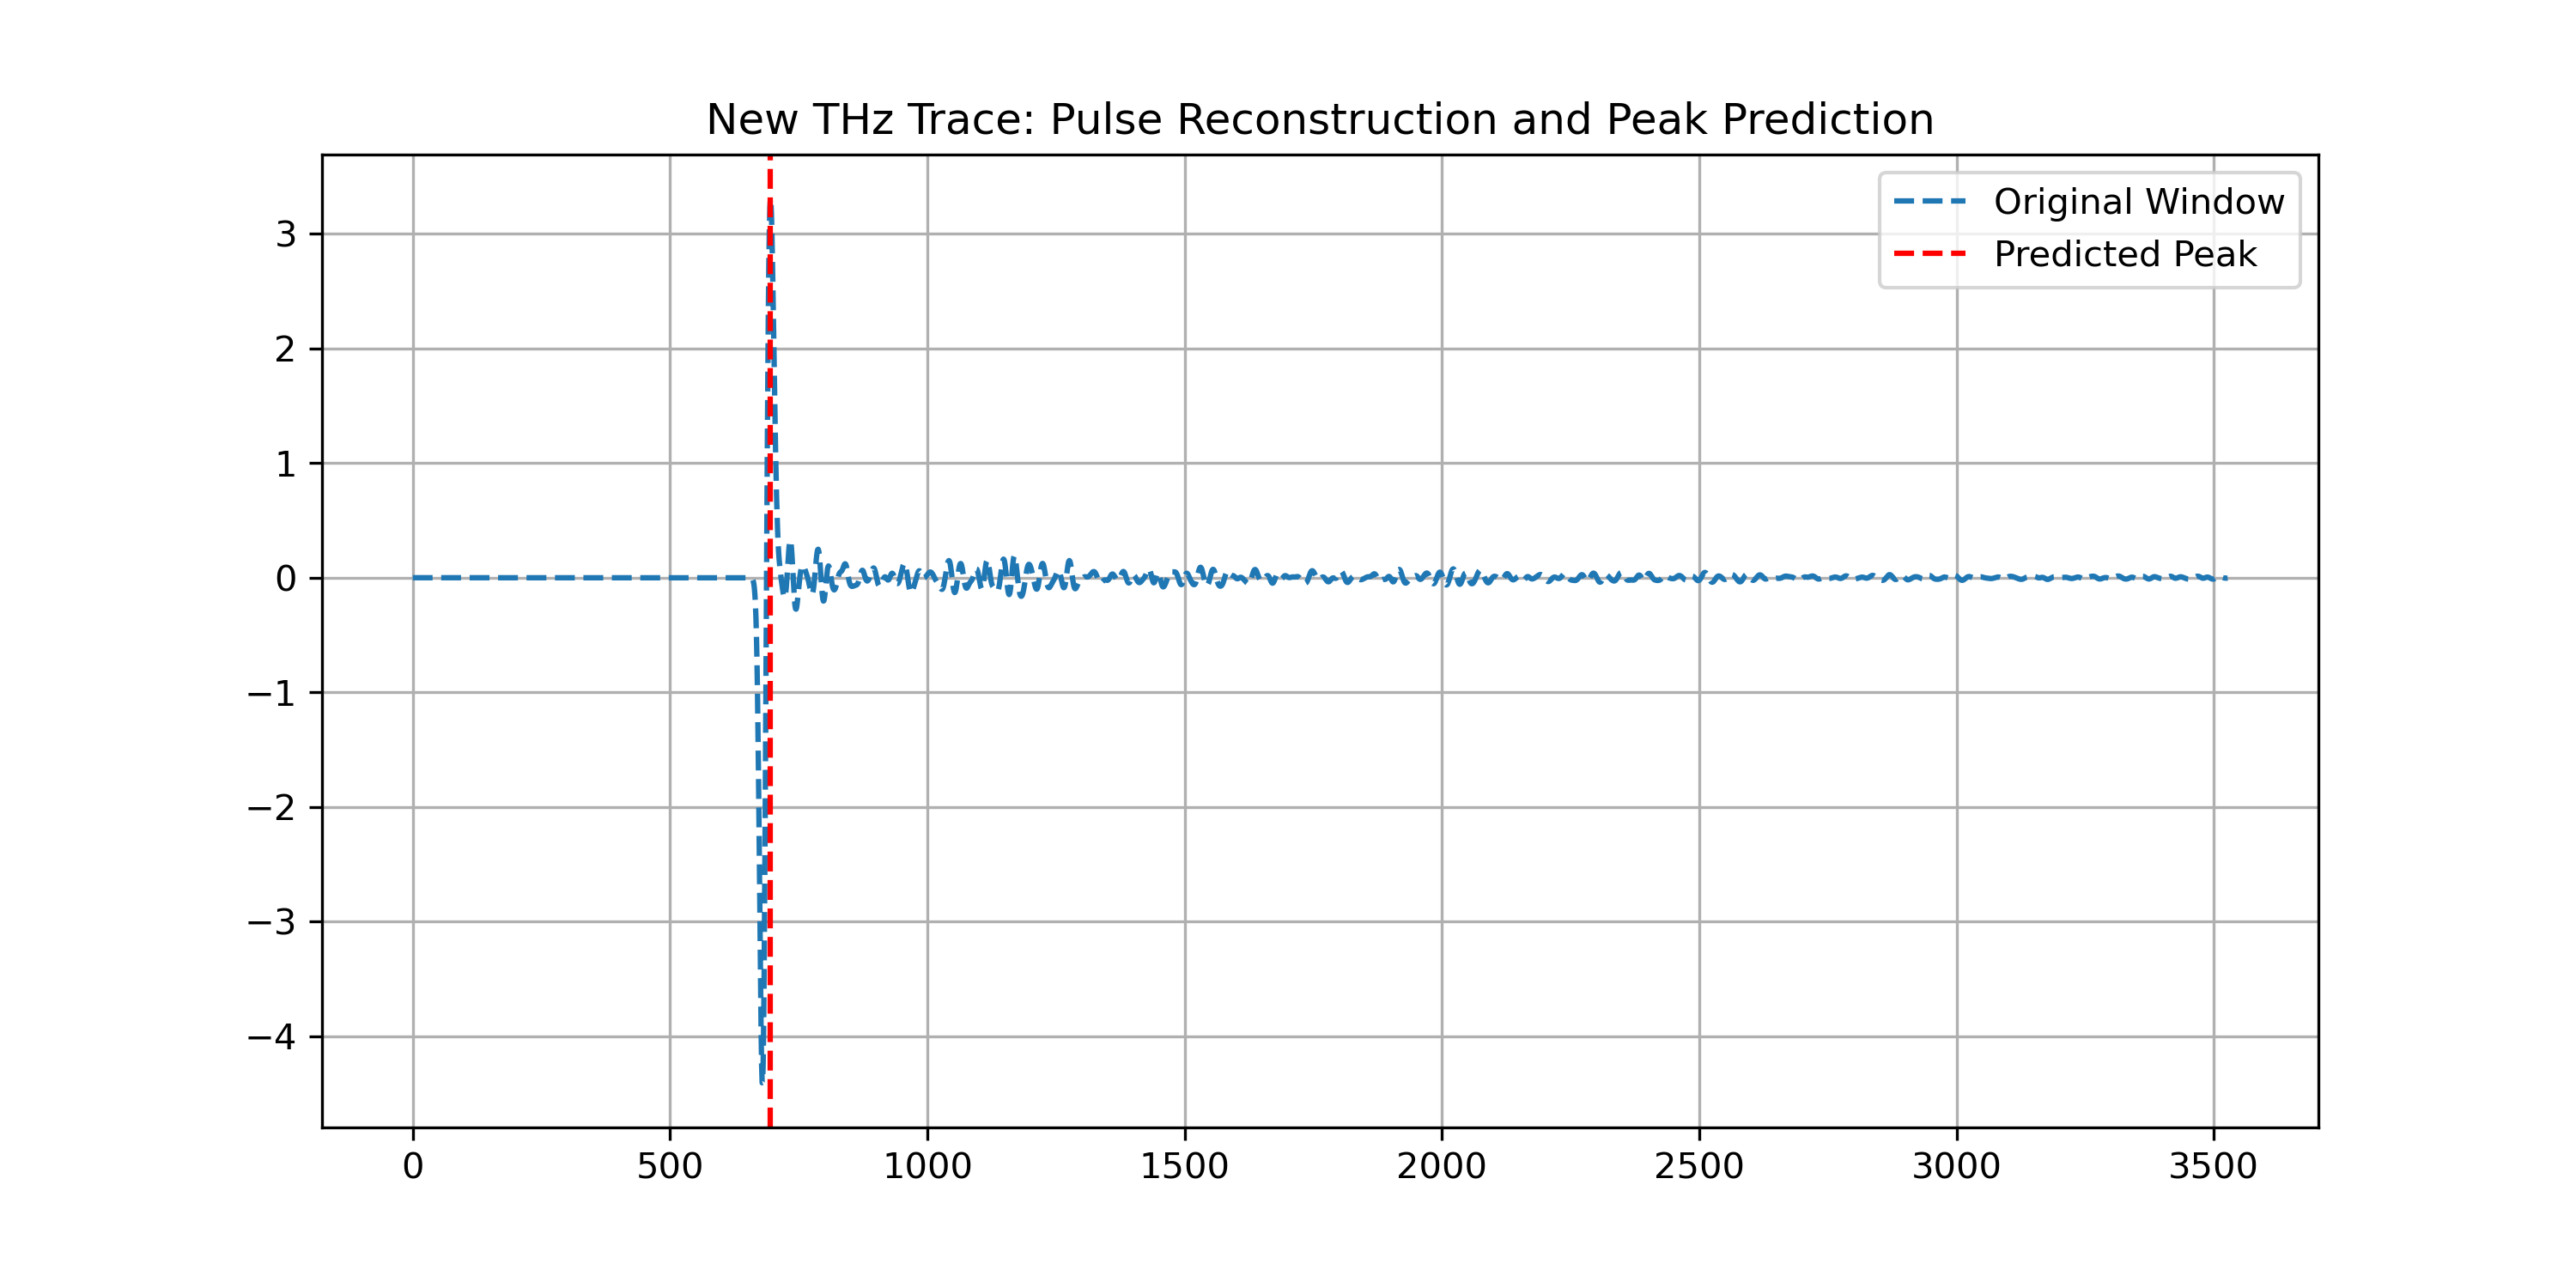 New THz Trace: Pulse Reconstruction and Peak Prediction
Original Window
Predicted Peak
3
2
1
0
−1
−2
−3
−4
0 500 1000 1500 2000 2500 3000 3500